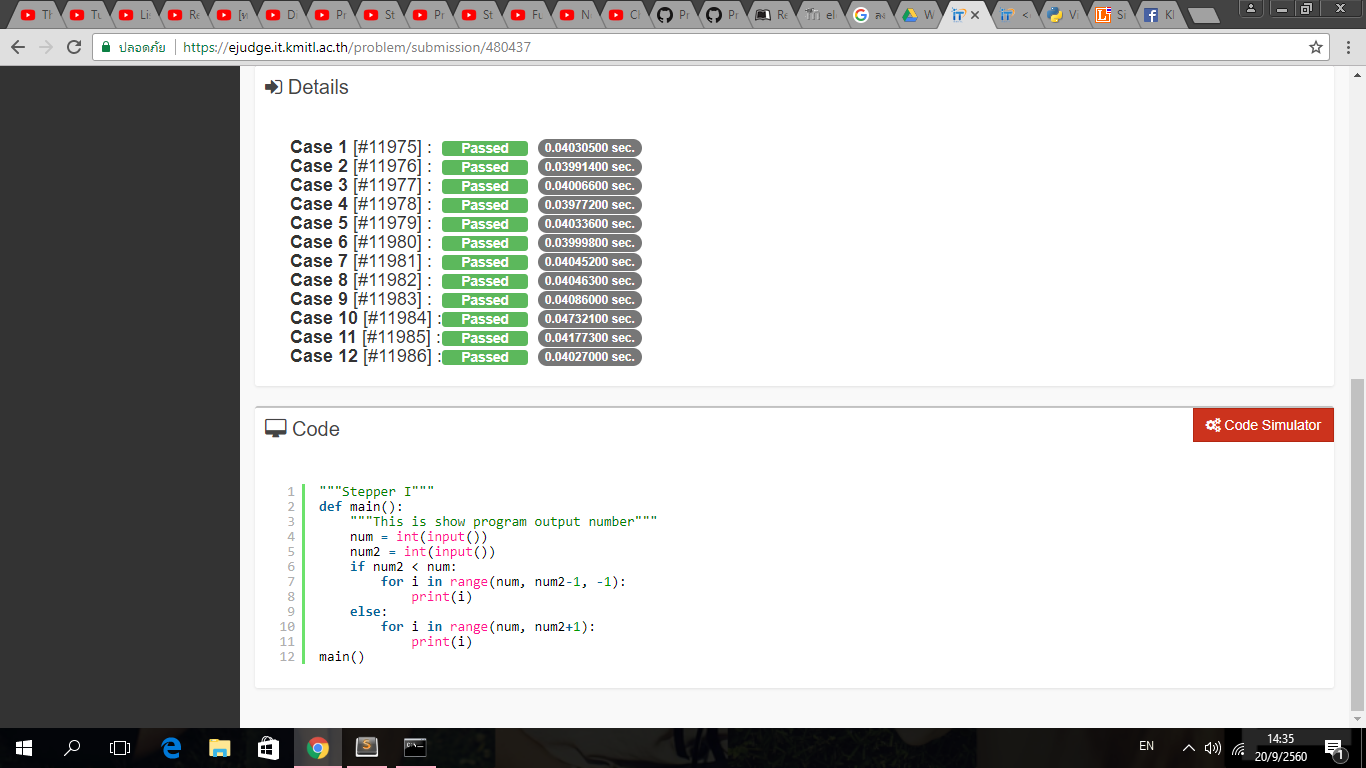 Th
Tu
Lis
Re
[ห
Di
Pr
St
Pr
St
Fu
N
Cl
Pr
Pr
Re
el
ลง
W
<
Vi
Si
Kl
ปลอดภัย
https://ejudge.it.kmitl.ac.th/problem/submission/480437
Details
Case 1 [#11975] : Passed 0.04030500 sec.
Case 2 [#11976] : Passed 0.03991400 sec.
Case 3 [#11977] : Passed 0.04006600 sec.
Case 4 [#11978] : Passed 0.03977200 sec.
Case 5 [#11979] : Passed 0.04033600 sec.
Case 6 [#11980] : Passed 0.03999800 sec.
Case 7 [#11981] : Passed 0.04045200 sec.
Case 8 [#11982] : Passed 0.04046300 sec.
Case 9 [#11983] : Passed 0.04086000 sec.
Case 10 [#11984] : Passed 0.04732100 sec.
Case 11 [#11985] : Passed 0.04177300 sec.
Case 12 [#11986] : Passed 0.04027000 sec.
Code
Code Simulator
1 """Stepper I"""
2 def main():
3     """This is show program output number"""
4     num = int(input())
5     num2 = int(input())
6     if num2 < num:
7         for i in range(num, num2-1, -1):
8             print(i)
9     else:
10         for i in range(num, num2+1):
11             print(i)
12 main()
EN
14:35
20/9/2560
1